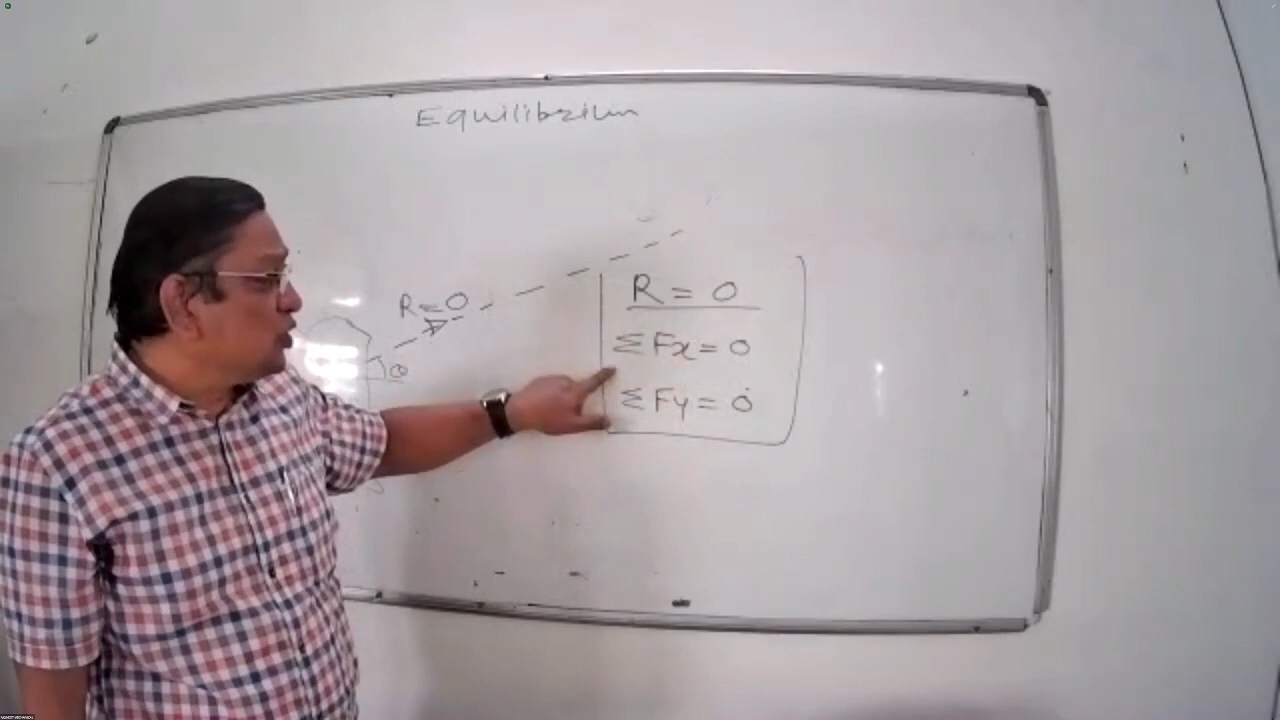 Equilibrium
R=0
θ
R = 0
ΣFx = 0
ΣFy = 0